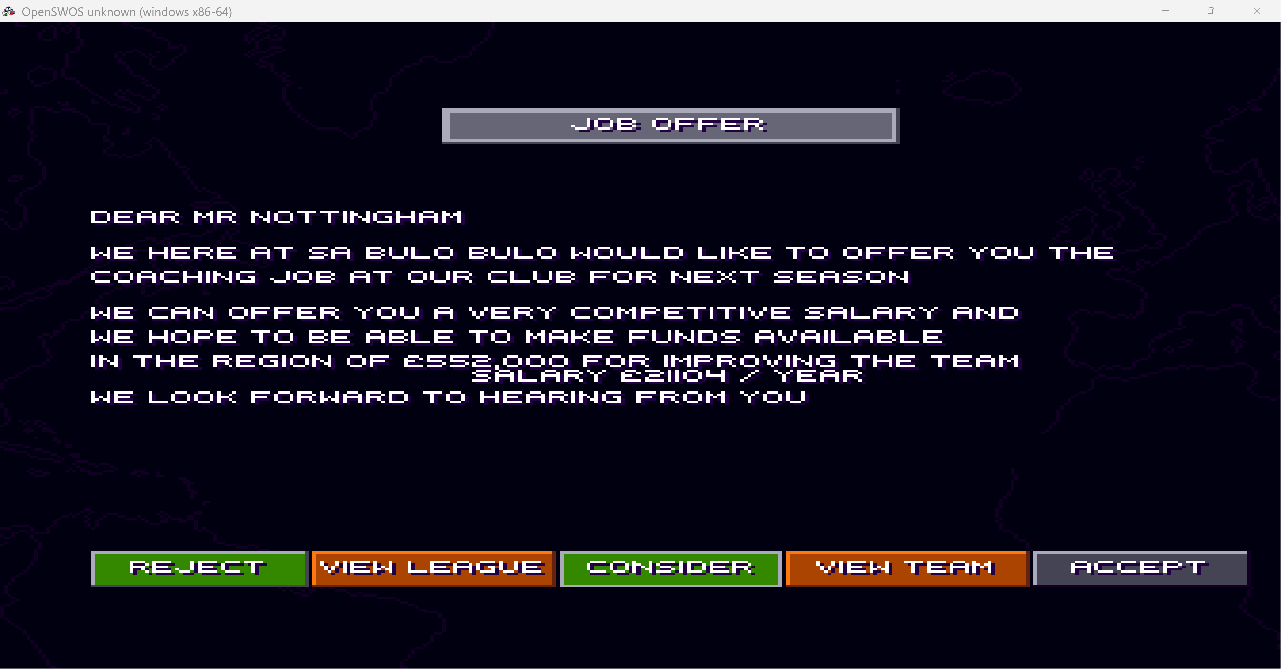 OpenSWOS unknown (windows x86-64)
JOB OFFER
DEAR MR NOTTINGHAM
WE HERE AT SA BULO BULO WOULD LIKE TO OFFER YOU THE
COACHING JOB AT OUR CLUB FOR NEXT SEASON
WE CAN OFFER YOU A VERY COMPETITIVE SALARY AND
WE HOPE TO BE ABLE TO MAKE FUNDS AVAILABLE
IN THE REGION OF £552,000 FOR IMPROVING THE TEAM
SALARY £21104 / YEAR
WE LOOK FORWARD TO HEARING FROM YOU
REJECT VIEW LEAGUE CONSIDER VIEW TEAM ACCEPT